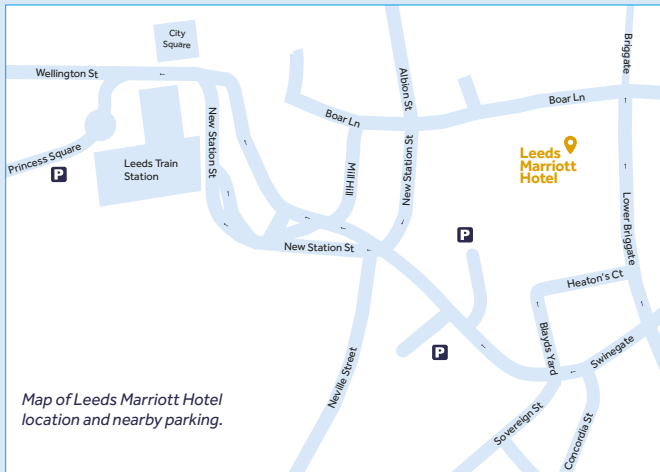 City
Square
Wellington St
Princess Square
P
Leeds Train
Station
New Station St
Albion St
Briggate
Boar Ln
Boar Ln
Mill Hill
New Station St
Leeds
Marriott
Hotel
P
New Station St
Lower Briggate
Heaton's Ct
P
Blayds Yard
Swinegate
Neville Street
Sovereign St
Concordia St
Map of Leeds Marriott Hotel
location and nearby parking.